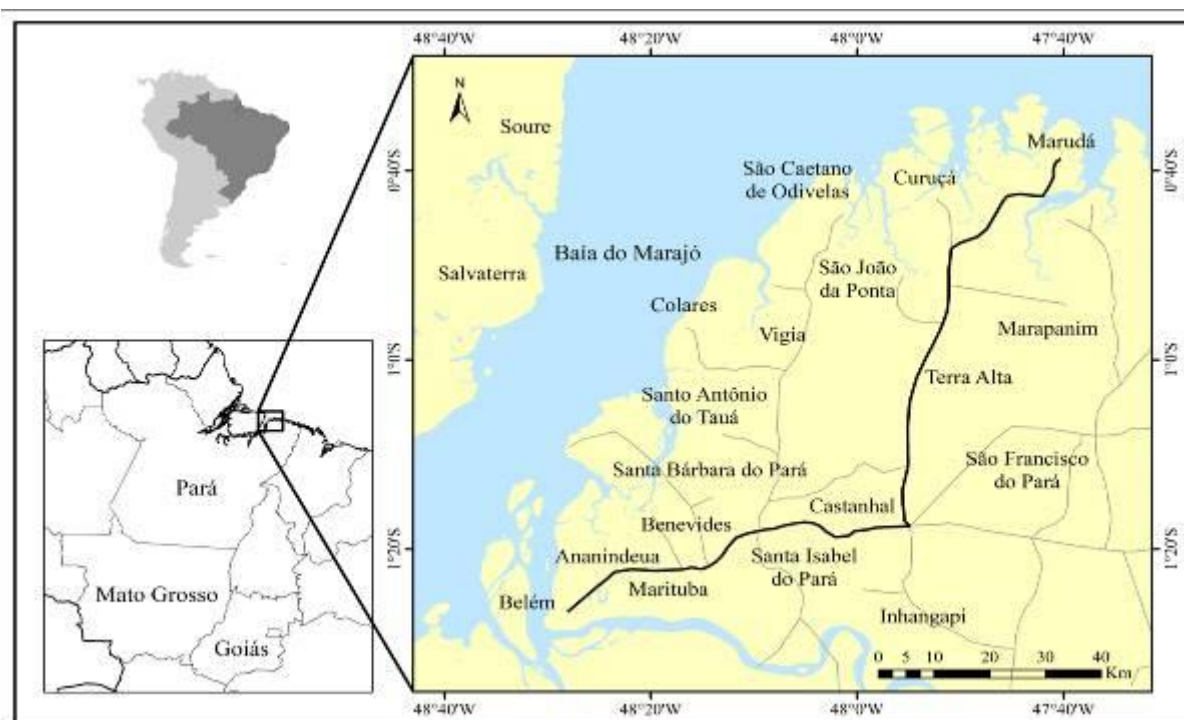 48°40'W 48°20'W 48°0'W 47°40'W
N
Soure
Marudá
São Caetano
de Odivelas
Curuçá
0°40'S
0°40'S
Baía do Marajó
São João
da Ponta
Salvaterra
Colares
Vigia
Marapanim
1°0'S
1°0'S
Terra Alta
Santo Antônio
do Tauá
Santa Bárbara do Pará
São Francisco
do Pará
Castanhal
Benevides
Ananindeua
Santa Isabel
do Pará
1°20'S
1°20'S
Marituba
Belém
Inhangapi
0 5 10 20 30 40
Km
48°40'W 48°20'W 48°0'W 47°40'W
Pará
Mato Grosso
Goiás